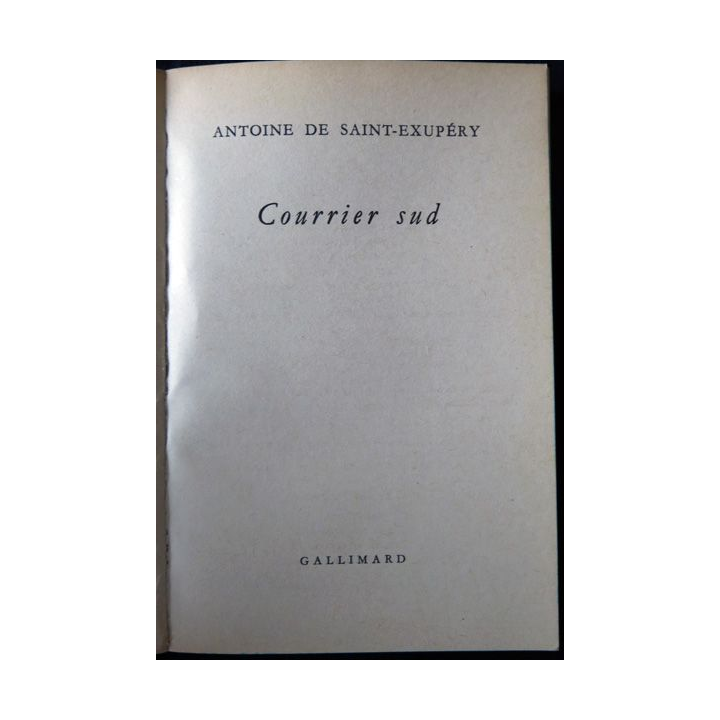 ANTOINE DE SAINT-EXUPÉRY
Courrier sud
GALLIMARD